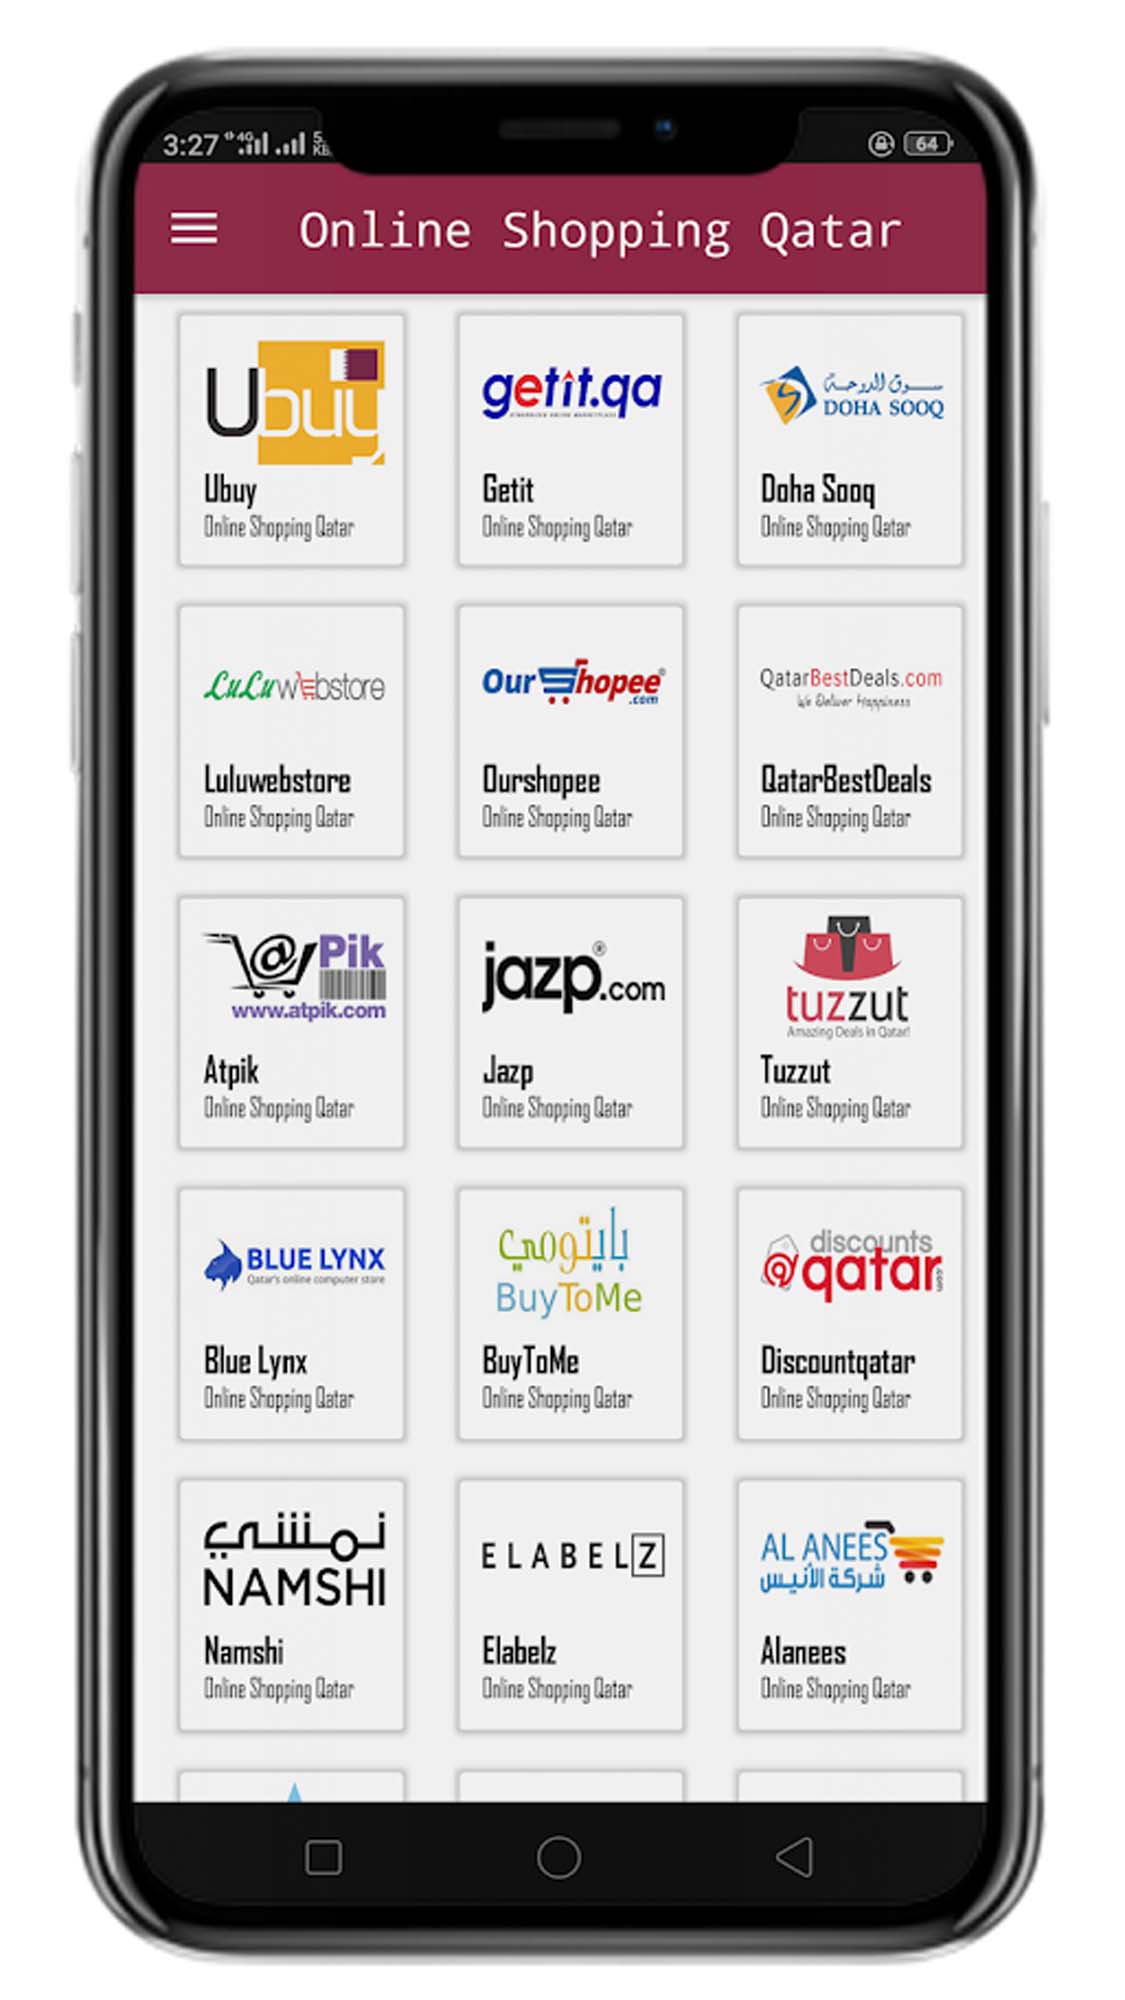 3:27 4G
64
Online Shopping Qatar
Ubuy
getit.qa
سوق الدوحة
DOHA SOOQ
Ubuy
Getit
Doha Sooq
Online Shopping Qatar
Online Shopping Qatar
Online Shopping Qatar
LuLuwebstore
OurShopee
.com
QatarBestDeals.com
We Deliver Happiness
Luluwebstore
Ourshopee
QatarBestDeals
Online Shopping Qatar
Online Shopping Qatar
Online Shopping Qatar
@Pik
www.atpik.com
jazp®.com
tuzzut
Amazing Deals in Qatar!
Atpik
Jazp
Tuzzut
Online Shopping Qatar
Online Shopping Qatar
Online Shopping Qatar
BLUE LYNX
Qatar's online computer store
بايتومي
BuyToMe
discounts
qatar.com
Blue Lynx
BuyToMe
Discountqatar
Online Shopping Qatar
Online Shopping Qatar
Online Shopping Qatar
نمشي
NAMSHI
ELABELZ
AL ANEES
شركة الأنيس
Namshi
Elabelz
Alanees
Online Shopping Qatar
Online Shopping Qatar
Online Shopping Qatar